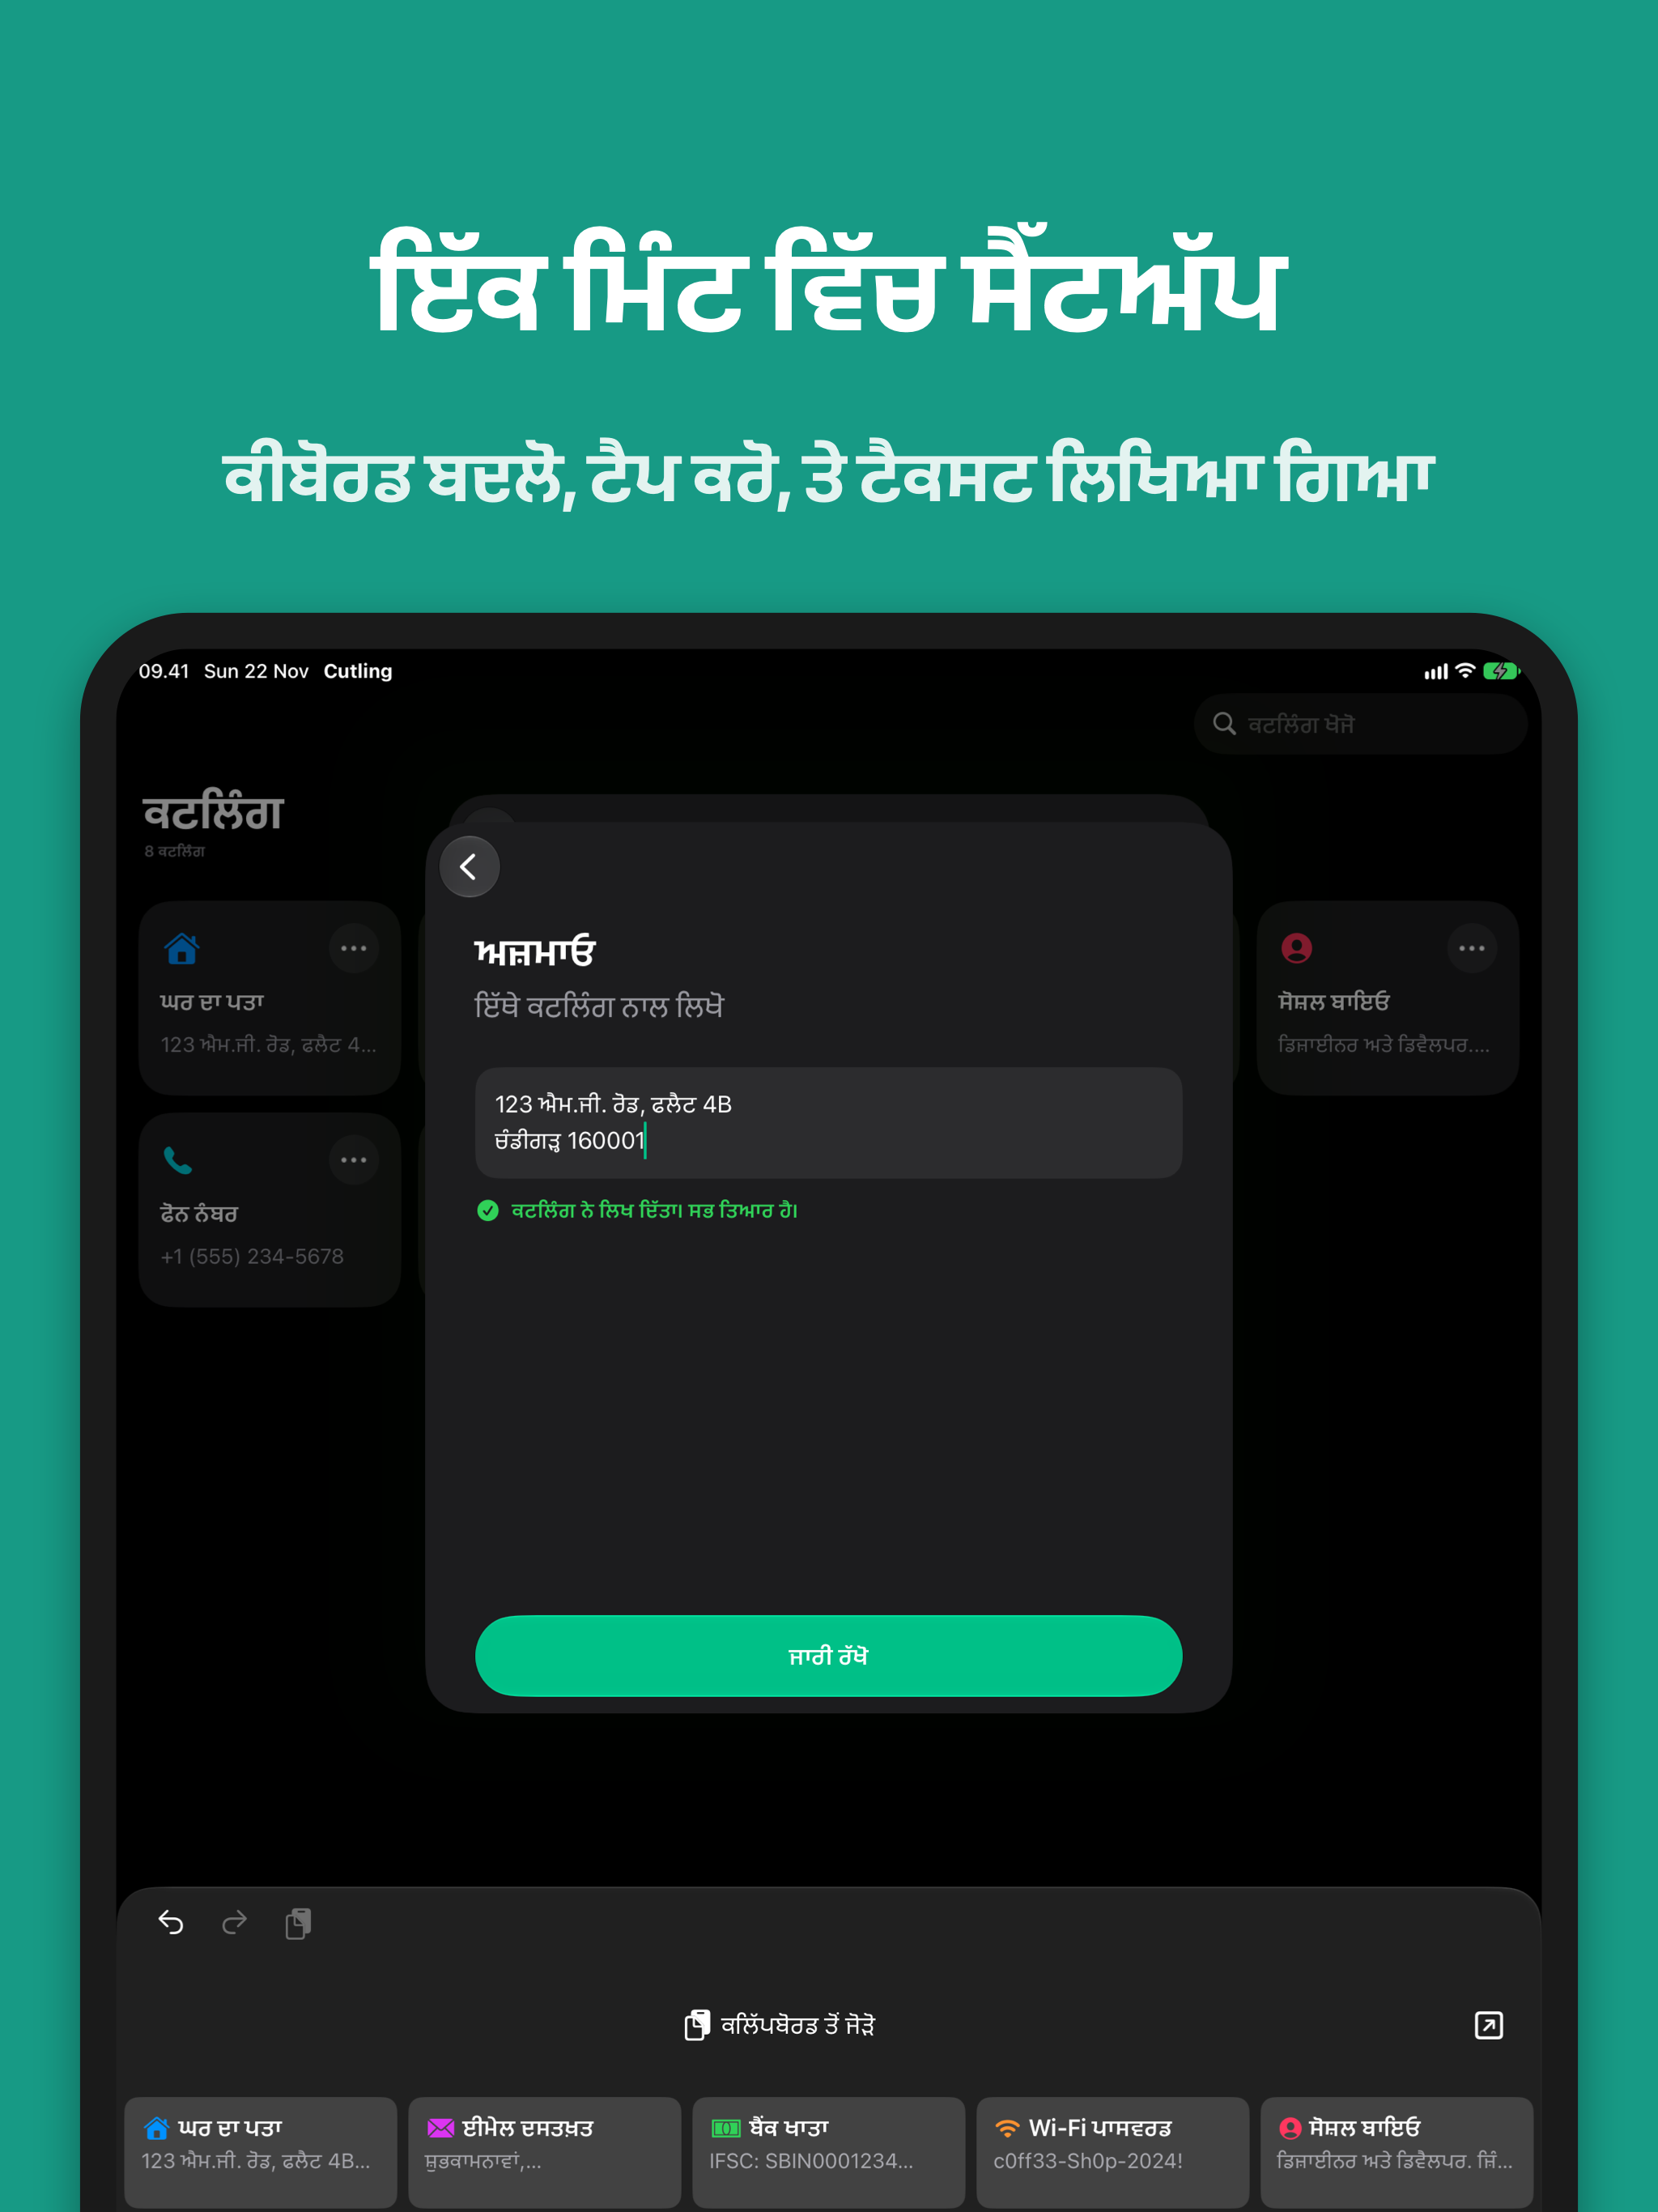 ਇੱਕ ਮਿੰਟ ਵਿੱਚ ਸੈੱਟਅੱਪ
ਕੀਬੋਰਡ ਬਦਲੋ, ਟੈਪ ਕਰੋ, ਤੇ ਟੈਕਸਟ ਲਿਖਿਆ ਗਿਆ
09.41 Sun 22 Nov Cutling
ਕਟਲਿੰਗ ਖੋਜੋ
ਕਟਲਿੰਗ
8 ਕਟਲਿੰਗ
ਘਰ ਦਾ ਪਤਾ
123 ਐਮ.ਜੀ. ਰੋਡ, ਫਲੈਟ 4...
ਸੋਸ਼ਲ ਬਾਇਓ
ਡਿਜ਼ਾਈਨਰ ਅਤੇ ਡਿਵੈਲਪਰ....
ਫੋਨ ਨੰਬਰ
+1 (555) 234-5678
ਅਜ਼ਮਾਓ
ਇੱਥੇ ਕਟਲਿੰਗ ਨਾਲ ਲਿਖੋ
123 ਐਮ.ਜੀ. ਰੋਡ, ਫਲੈਟ 4B
ਚੰਡੀਗੜ੍ਹ 160001
ਕਟਲਿੰਗ ਨੇ ਲਿਖ ਦਿੱਤਾ। ਸਭ ਤਿਆਰ ਹੈ।
ਜਾਰੀ ਰੱਖੋ
ਕਲਿੱਪਬੋਰਡ ਤੋਂ ਜੋੜੋ
ਘਰ ਦਾ ਪਤਾ
123 ਐਮ.ਜੀ. ਰੋਡ, ਫਲੈਟ 4B...
ਈਮੇਲ ਦਸਤਖ਼ਤ
ਸ਼ੁਭਕਾਮਨਾਵਾਂ,...
ਬੈਂਕ ਖਾਤਾ
IFSC: SBIN0001234...
Wi-Fi ਪਾਸਵਰਡ
c0ff33-Sh0p-2024!
ਸੋਸ਼ਲ ਬਾਇਓ
ਡਿਜ਼ਾਈਨਰ ਅਤੇ ਡਿਵੈਲਪਰ. ਜ਼ਿੰ...